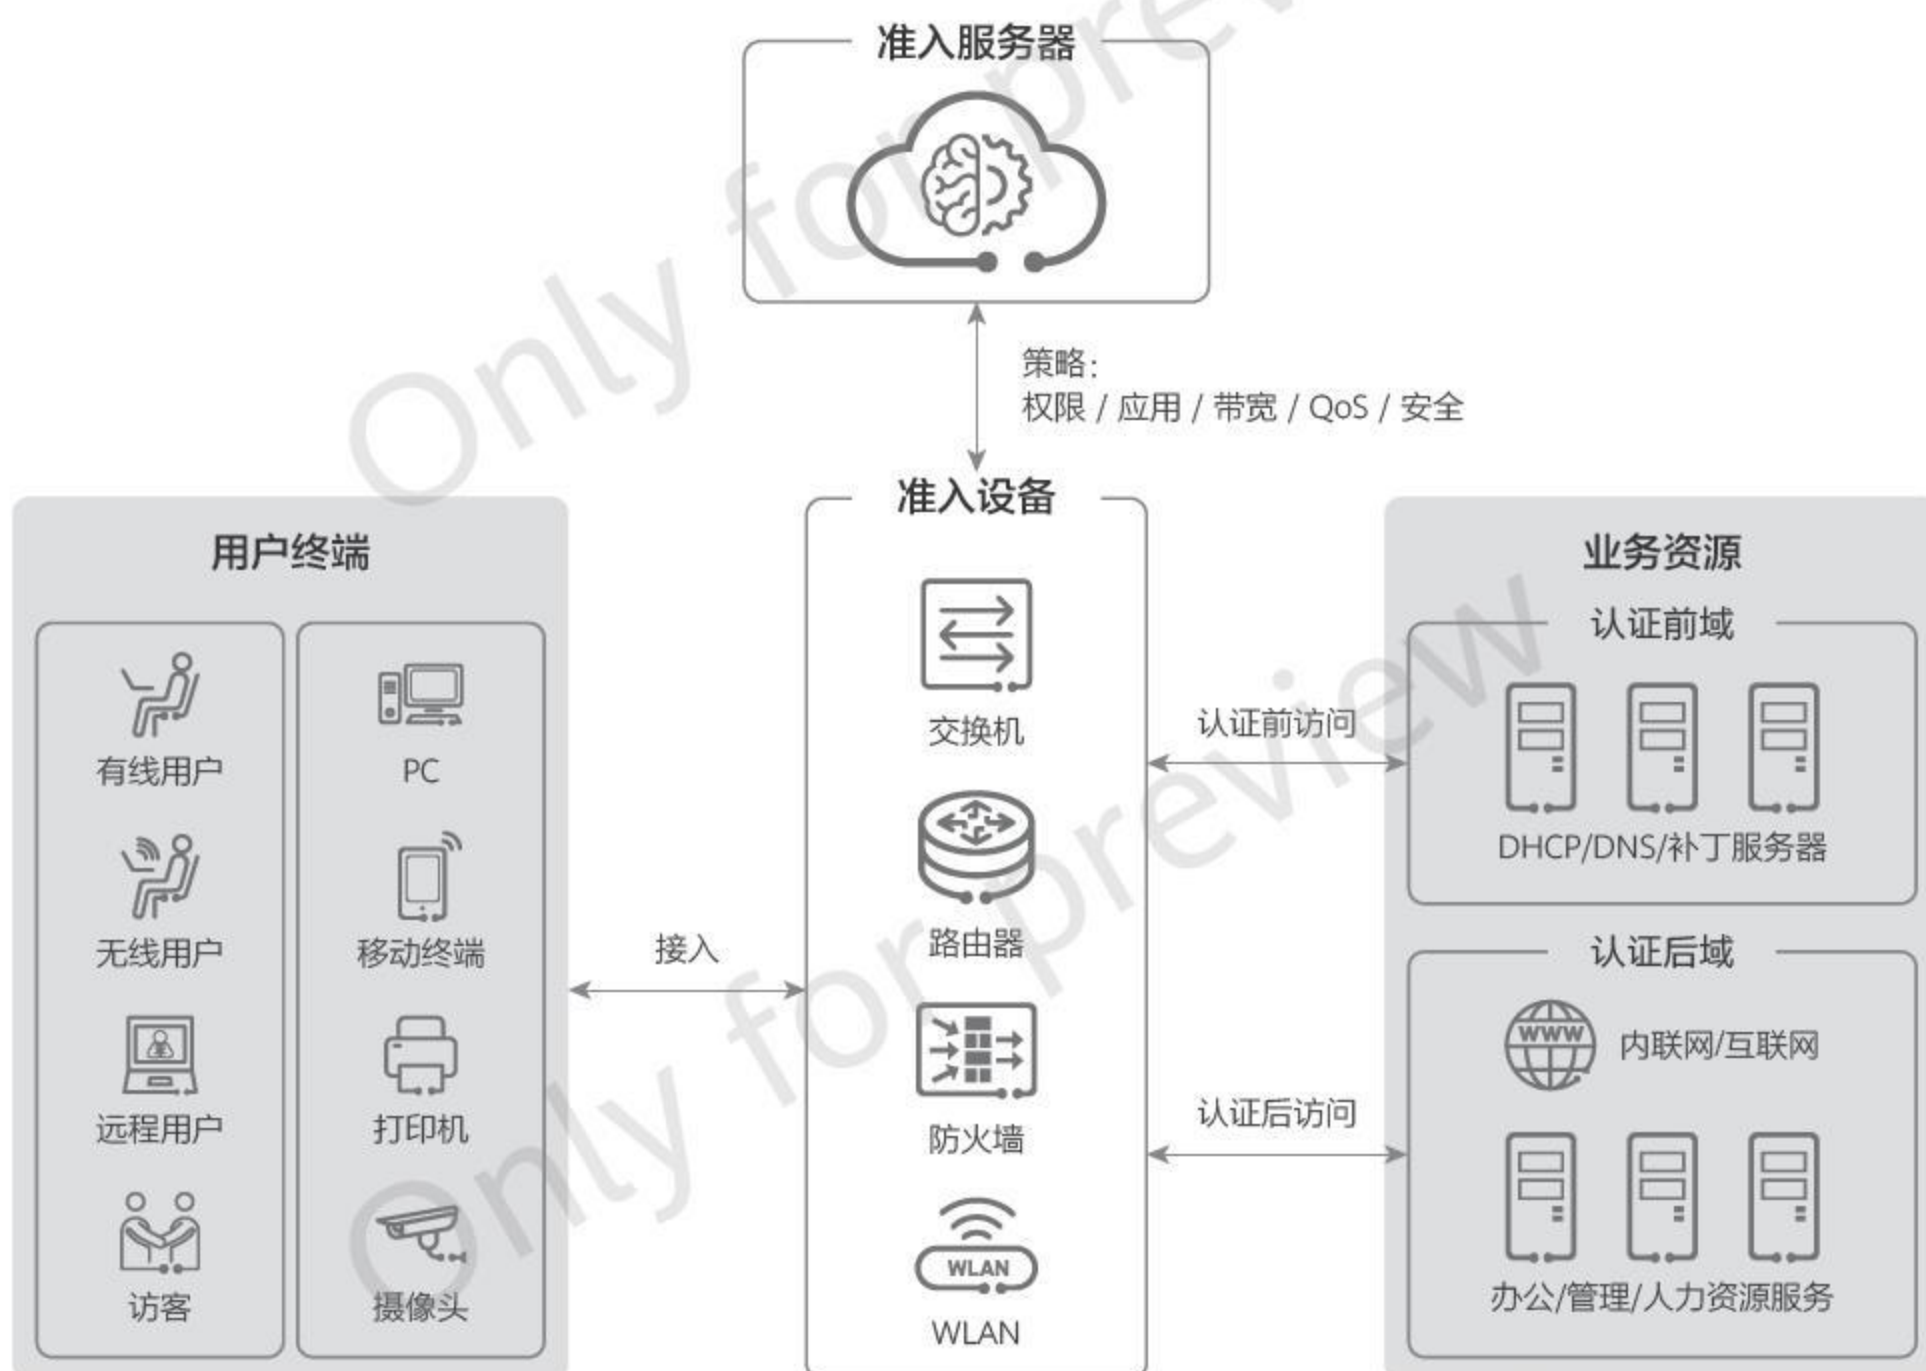 准入服务器
策略：
权限 / 应用 / 带宽 / QoS / 安全
用户终端
有线用户
无线用户
远程用户
访客
PC
移动终端
打印机
摄像头
接入
准入设备
交换机
路由器
防火墙
WLAN
WLAN
认证前访问
认证后访问
业务资源
认证前域
DHCP/DNS/补丁服务器
认证后域
WWW
内联网/互联网
办公/管理/人力资源服务
Only for preview
Only for preview